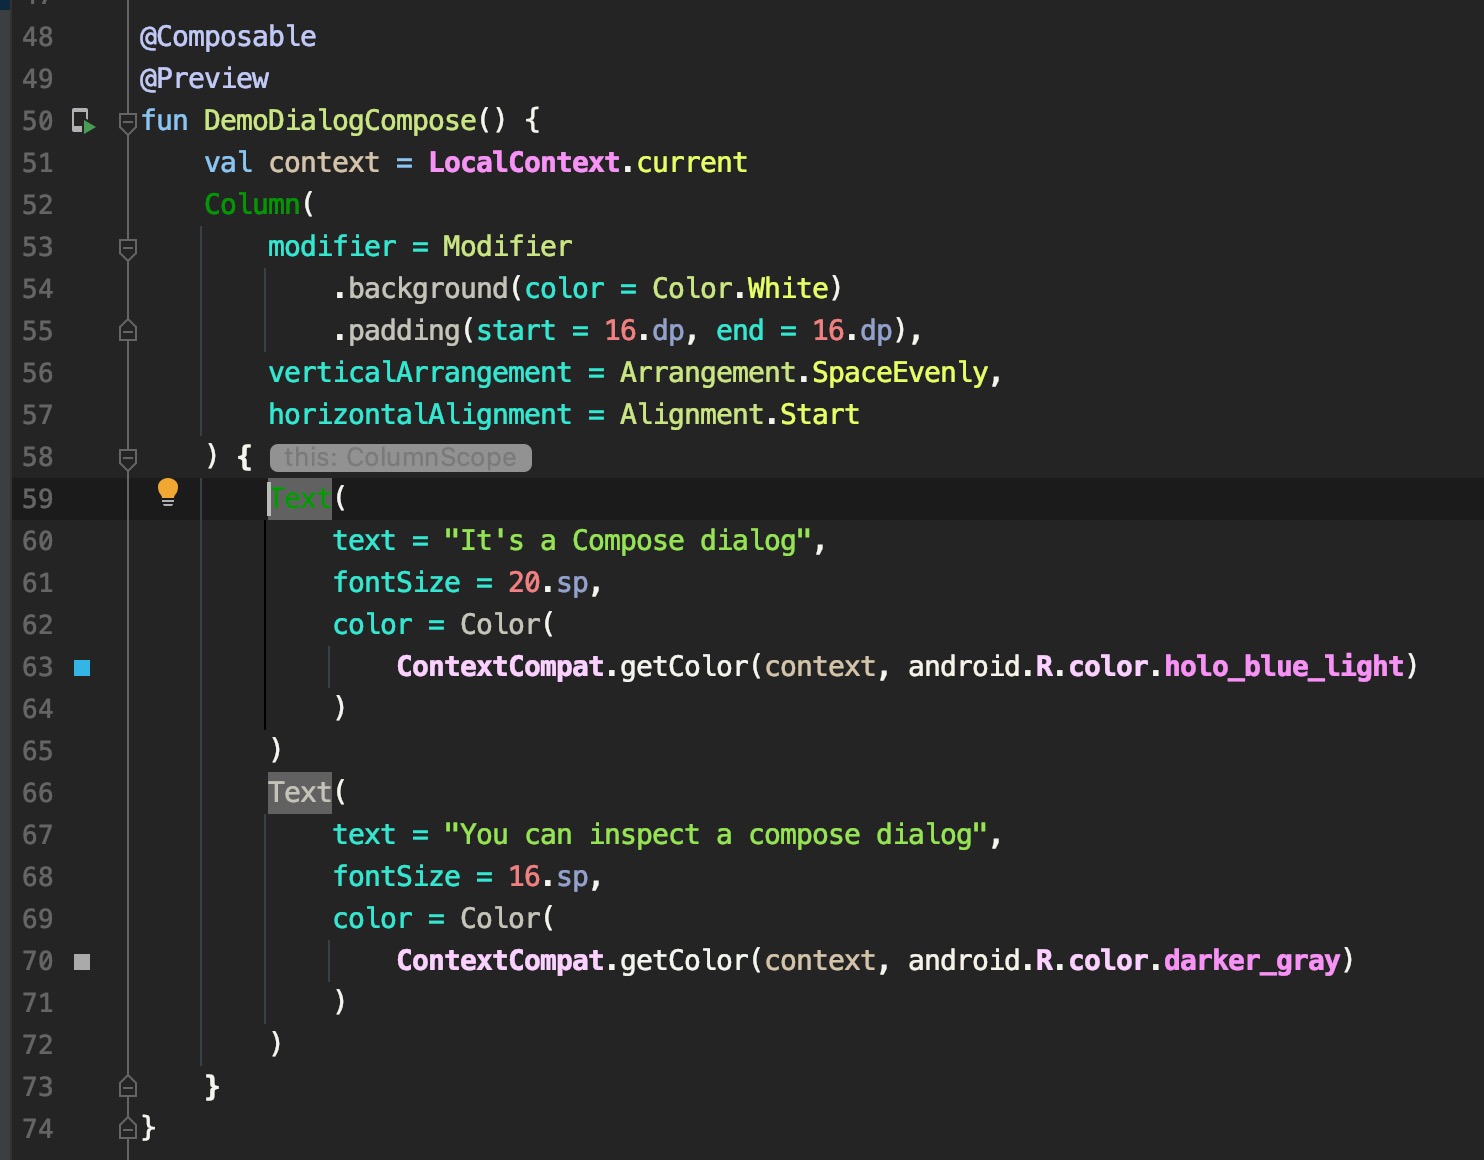 48 @Composable
49 @Preview
50 fun DemoDialogCompose() {
51 val context = LocalContext.current
52 Column(
53 modifier = Modifier
54 .background(color = Color.White)
55 .padding(start = 16.dp, end = 16.dp),
56 verticalArrangement = Arrangement.SpaceEvenly,
57 horizontalAlignment = Alignment.Start
58 ) { this: ColumnScope
59 Text(
60 text = "It's a Compose dialog",
61 fontSize = 20.sp,
62 color = Color(
63 ContextCompat.getColor(context, android.R.color.holo_blue_light)
64 )
65 )
66 Text(
67 text = "You can inspect a compose dialog",
68 fontSize = 16.sp,
69 color = Color(
70 ContextCompat.getColor(context, android.R.color.darker_gray)
71 )
72 )
73 }
74 }